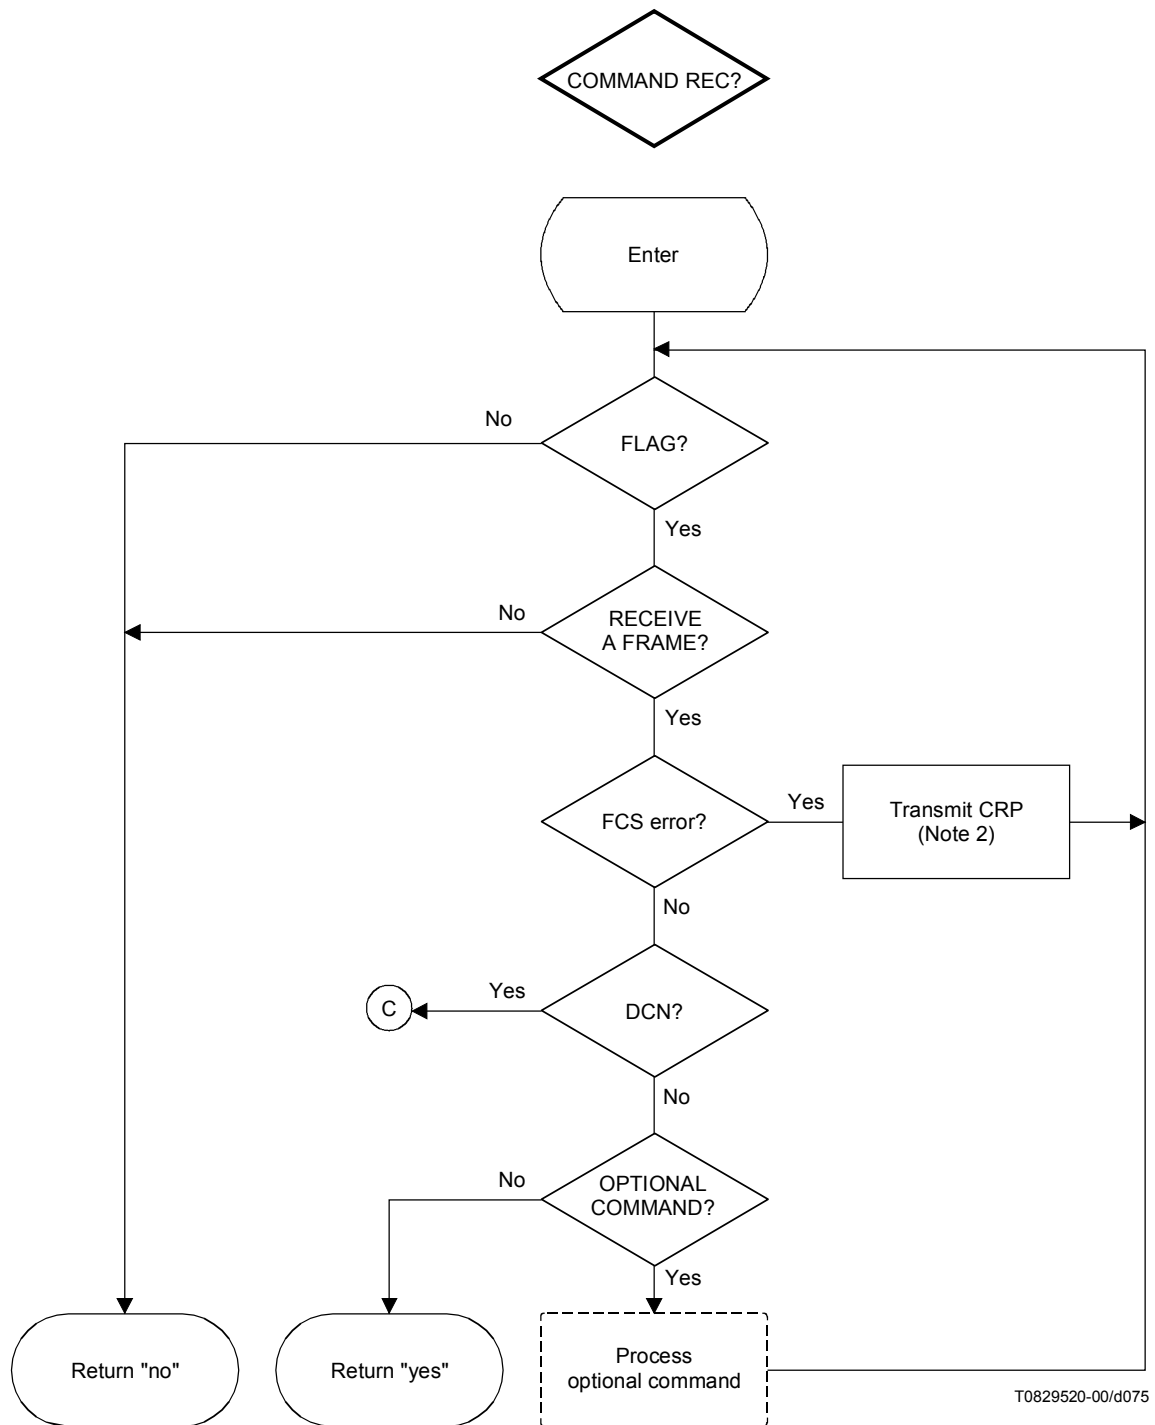 COMMAND REC?
Enter
No
FLAG?
Yes
No
RECEIVE
A FRAME?
Yes
FCS error?
Yes
Transmit CRP
(Note 2)
No
C
Yes
DCN?
No
No
OPTIONAL
COMMAND?
Yes
Return "no"
Return "yes"
Process
optional command
T0829520-00/d075